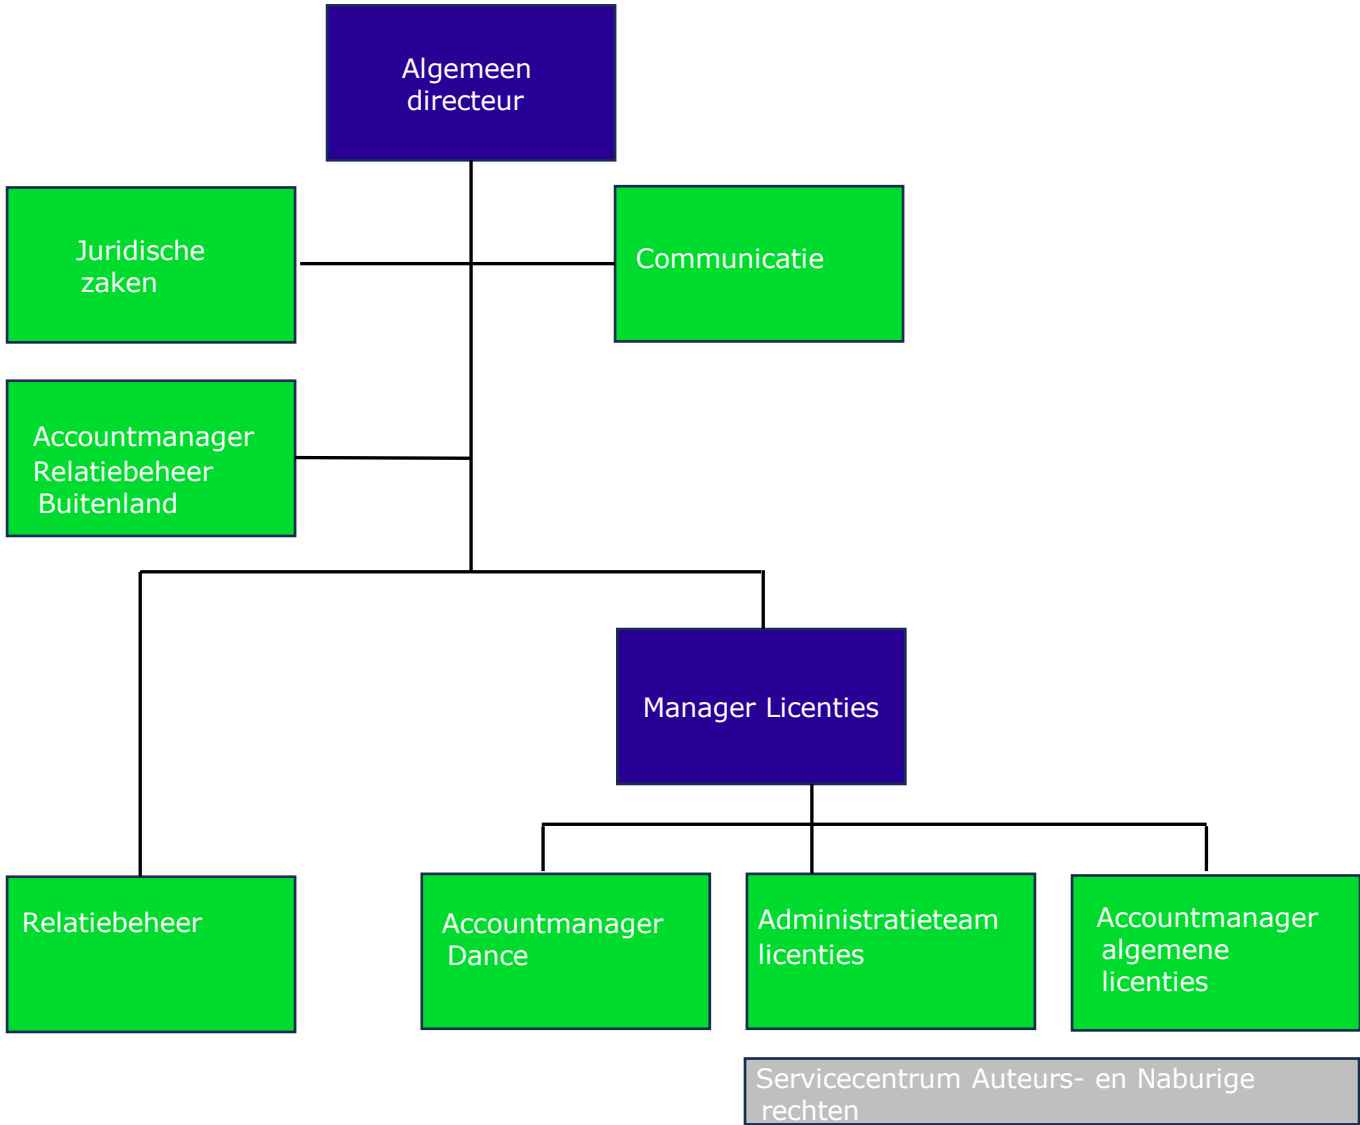 Algemeen
directeur
Juridische
zaken
Communicatie
Accountmanager
Relatiebeheer
Buitenland
Manager Licenties
Relatiebeheer
Accountmanager
Dance
Administratieteam
licenties
Accountmanager
algemene
licenties
Servicecentrum Auteurs- en Naburige
rechten